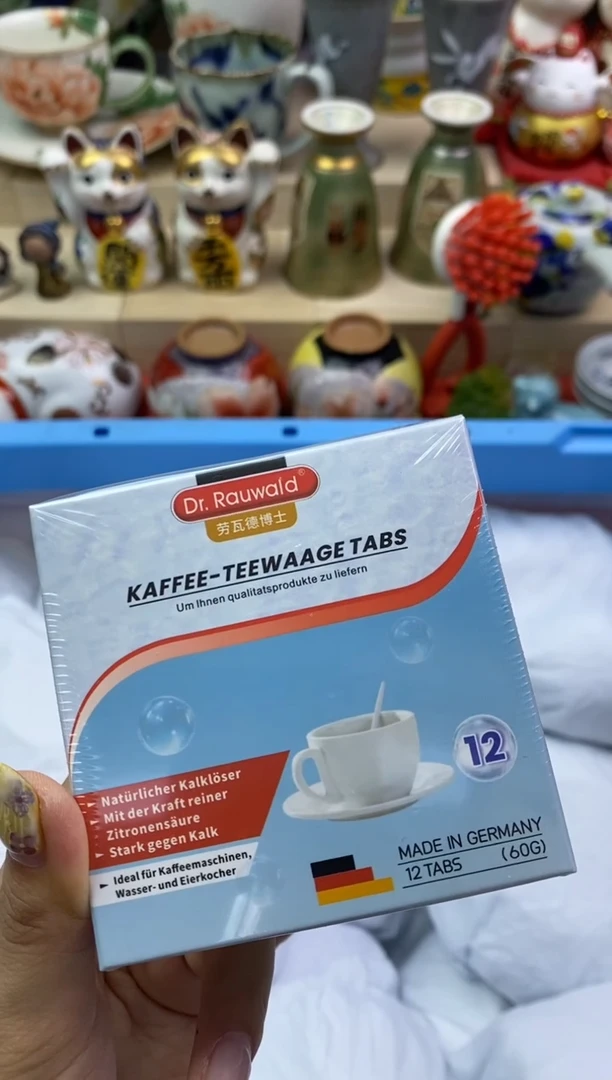 Dr. Rauwald®
劳瓦德博士
KAFFEE-TEEWAAGE TABS
Um Ihnen qualitatsprodukte zu liefern
12
Natürlicher Kalklöser
Mit der Kraft reiner
Zitronensäure
Stark gegen Kalk
Ideal für Kaffeemaschinen,
Wasser- und Eierkocher
MADE IN GERMANY
12 TABS (60G)